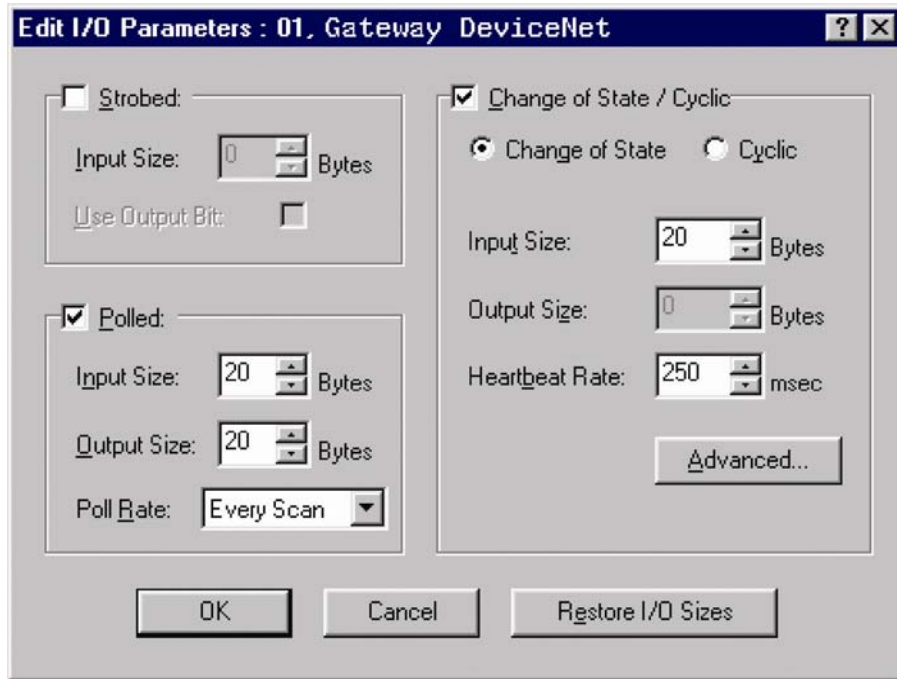 Edit I/O Parameters : 01, Gateway DeviceNet
Strobed:
Input Size: 0 Bytes
Use Output Bit:
Polled:
Input Size: 20 Bytes
Output Size: 20 Bytes
Poll Rate: Every Scan
Change of State / Cyclic
Change of State Cyclic
Input Size: 20 Bytes
Output Size: 0 Bytes
Heartbeat Rate: 250 msec
Advanced...
OK Cancel Restore I/O Sizes